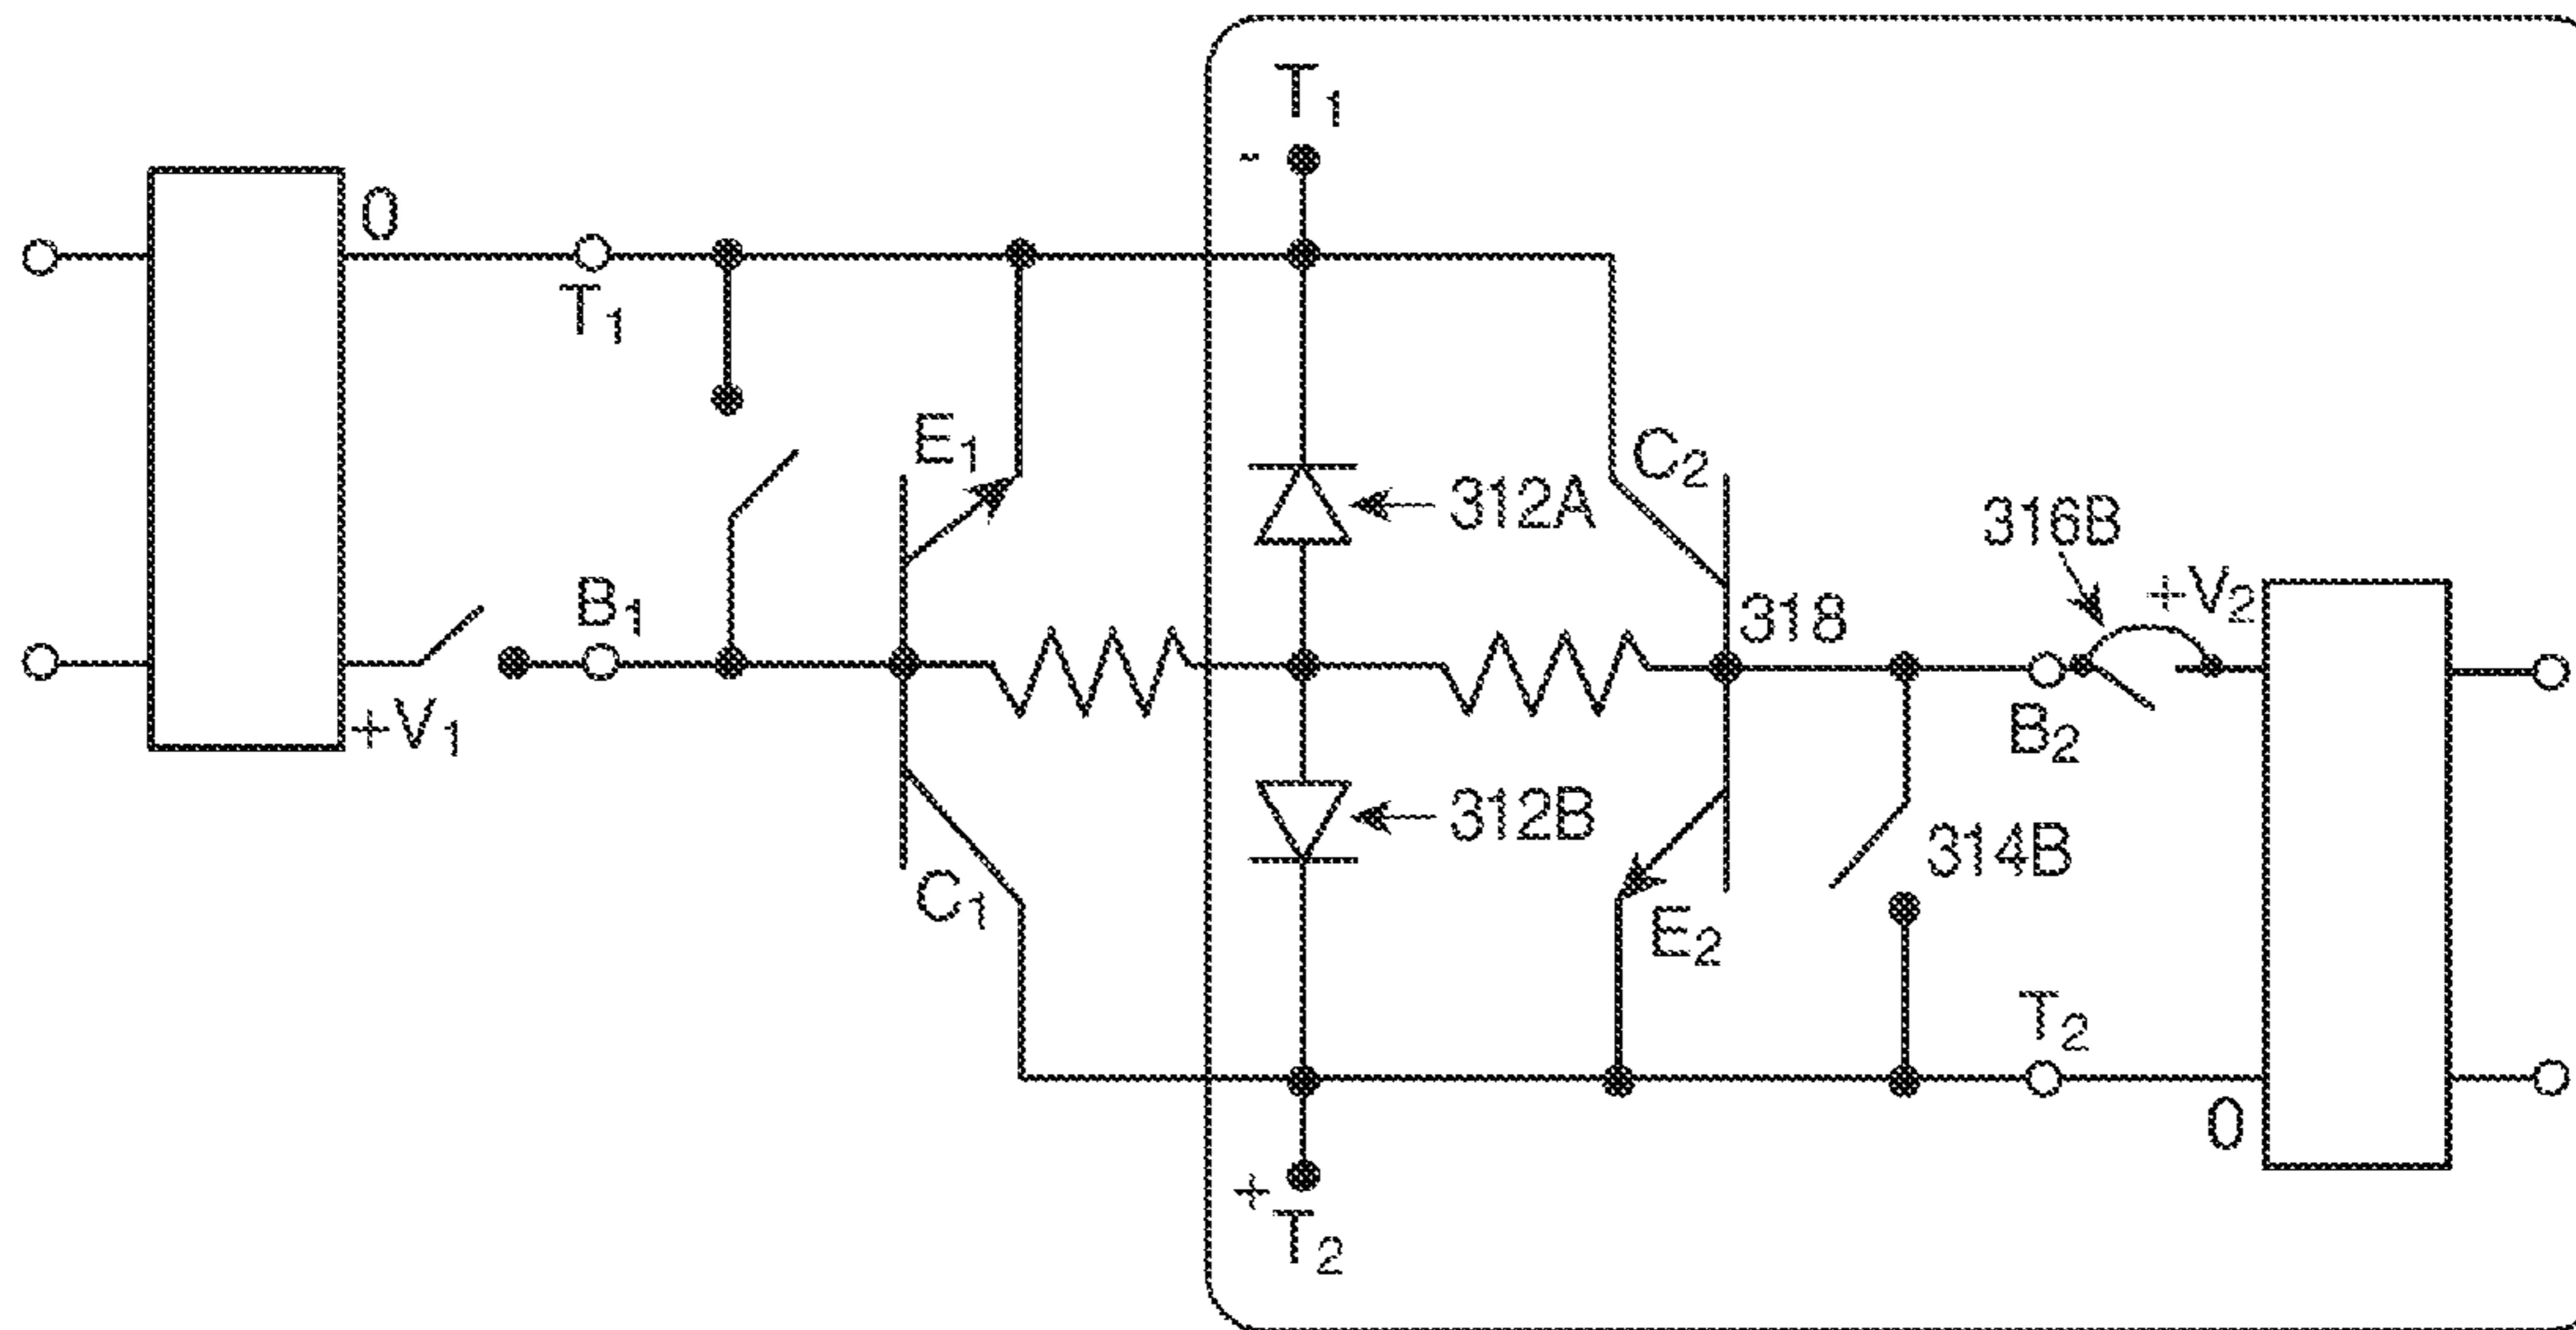 T₁
-
0
T₁
E₁
C₂
312A
316B
+V₂
B₁
318
+V₁
B₂
312B
314B
C₁
E₂
T₂
0
+
T₂